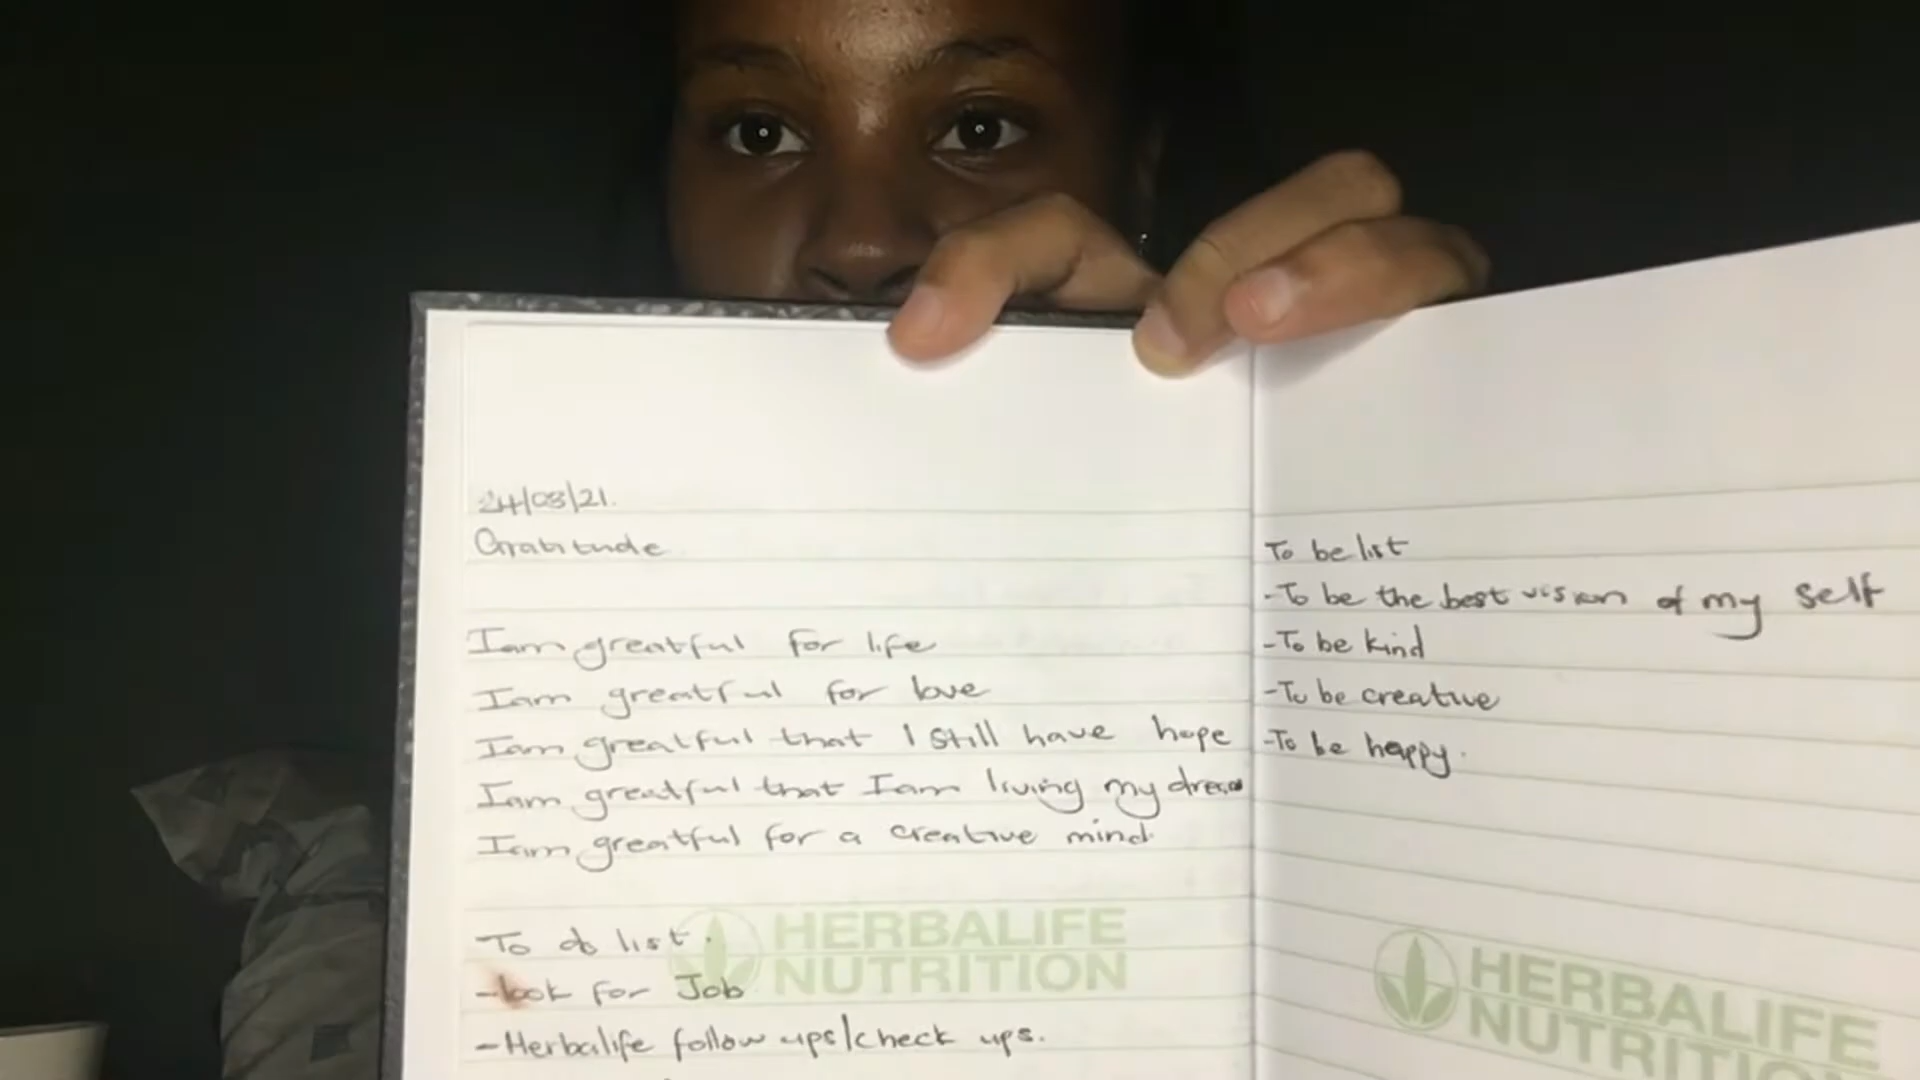 24/03/21.
Gratitude
I am greatful for life
I am greatful for love
I am greatful that I still have hope
I am greatful that I am living my
I am greatful for a creative mind
To do list.
-look for Job
-Herbalife follow ups/check ups.
HERBALIFE
NUTRITION
To be list
-To be the best vision of my self
-To be kind
-To be creative
-To be happy.
HERBALIFE
NUTRITION